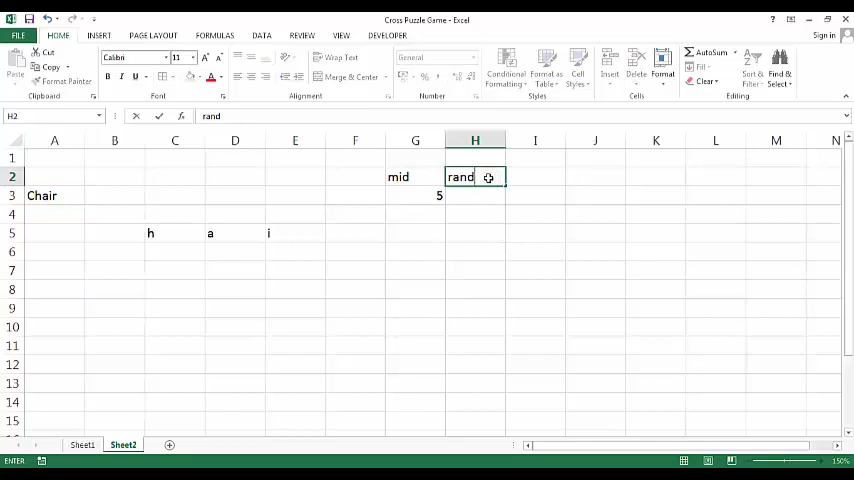 Cross Puzzle Game - Excel
FILE HOME INSERT PAGE LAYOUT FORMULAS DATA REVIEW VIEW DEVELOPER Sign in
Paste Cut Copy Format Painter Clipboard
Calibri 11 B I U Font
Wrap Text Merge & Center Alignment
General Number
Conditional Formatting Format as Table Cell Styles Styles
Insert Delete Format Cells
AutoSum Fill Clear Sort & Filter Find & Select Editing
H2 rand
A B C D E F G H I J K L M N
1
2 mid rand
3 Chair 5
4
5 h a i
6
7
8
9
10
11
12
13
14
15
Sheet1 Sheet2
ENTER 150%